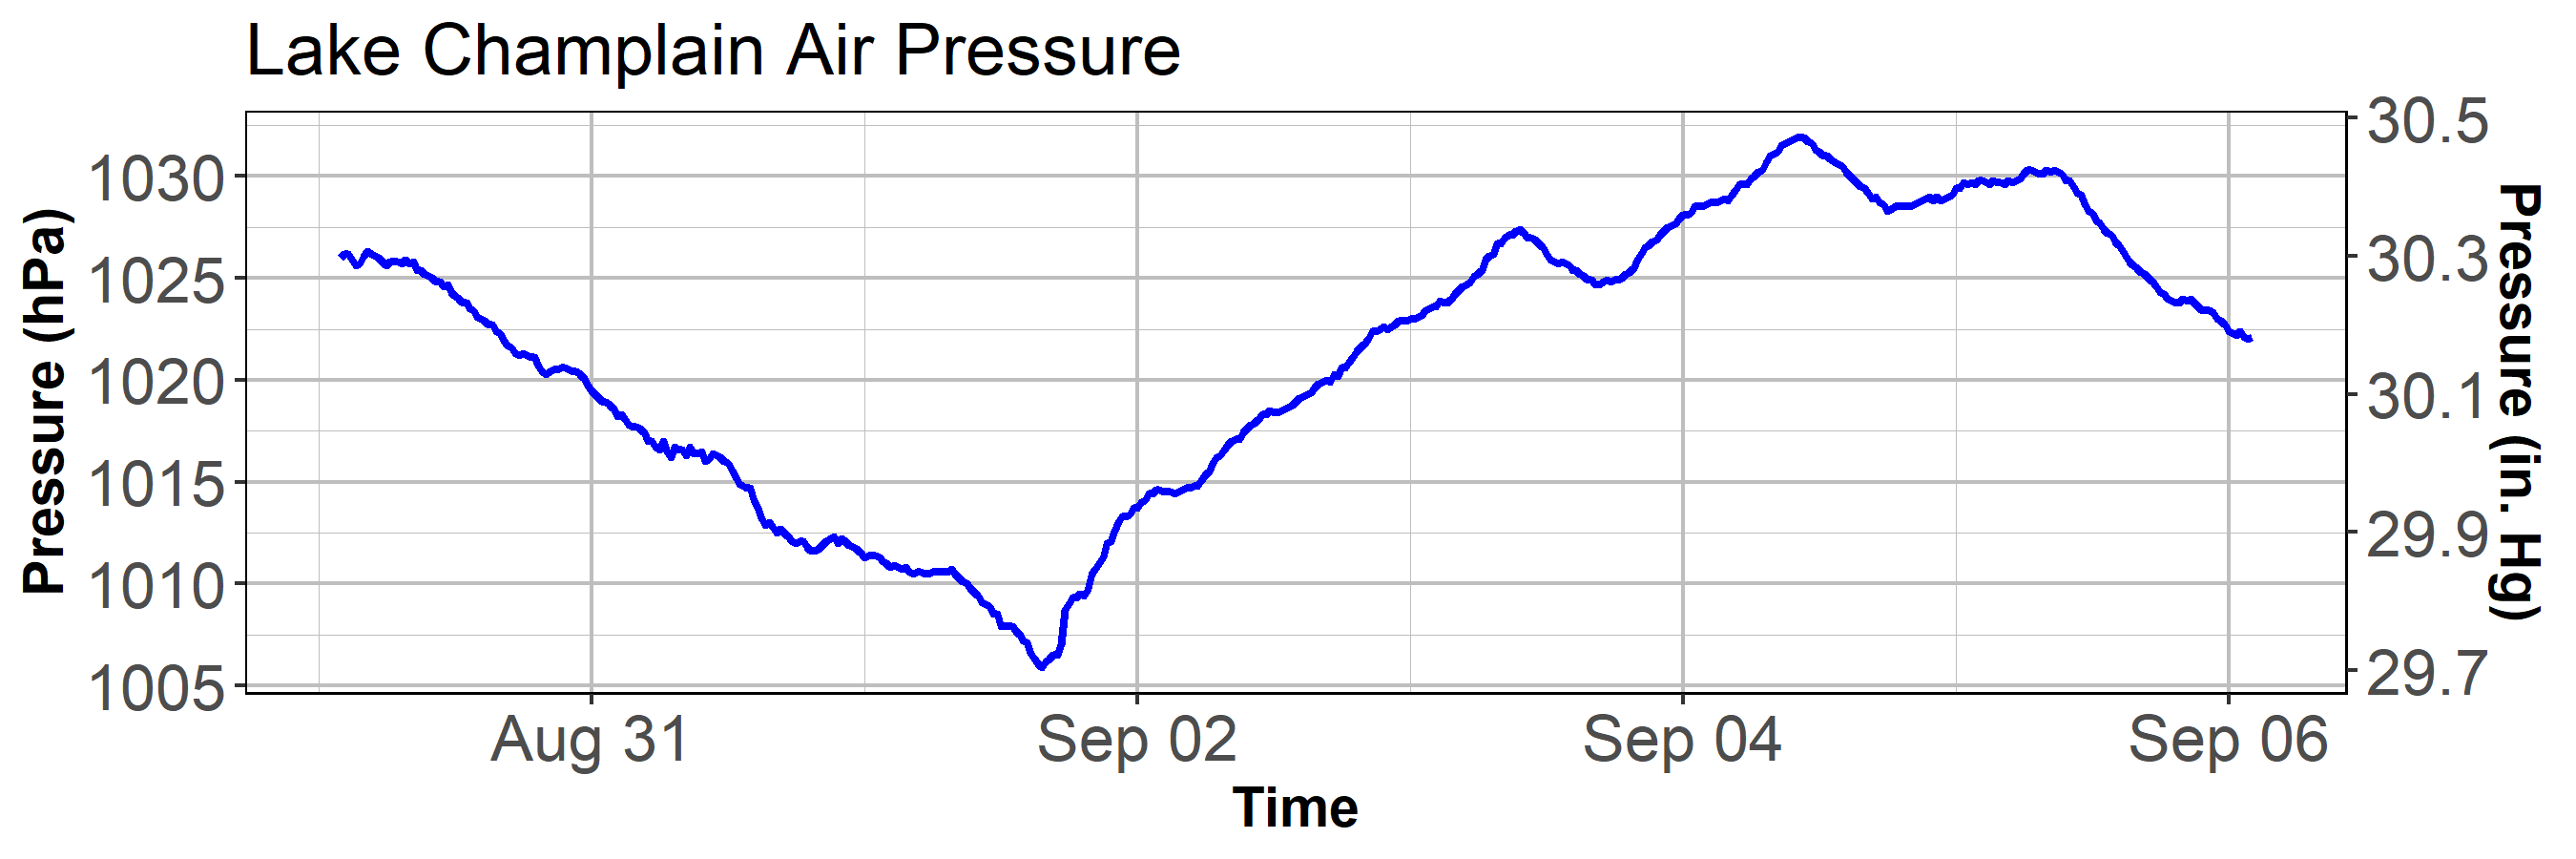 Lake Champlain Air Pressure
Pressure (hPa)
1030
1025
1020
1015
1010
1005
30.5
30.3
30.1
29.9
29.7
Pressure (in. Hg)
Aug 31
Sep 02
Sep 04
Sep 06
Time